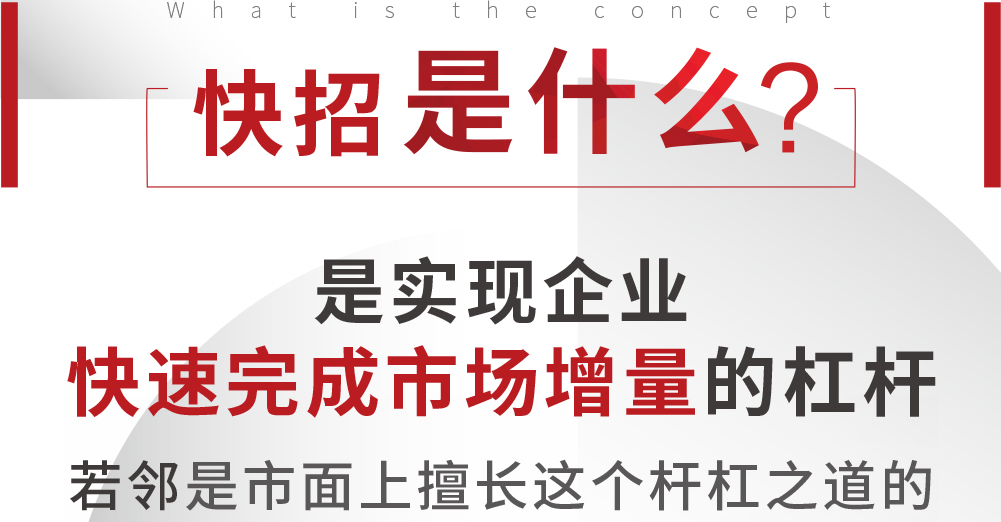 What is the concept
快招是什么?
是实现企业
快速完成市场增量的杠杆
若邻是市面上擅长这个杆杠之道的